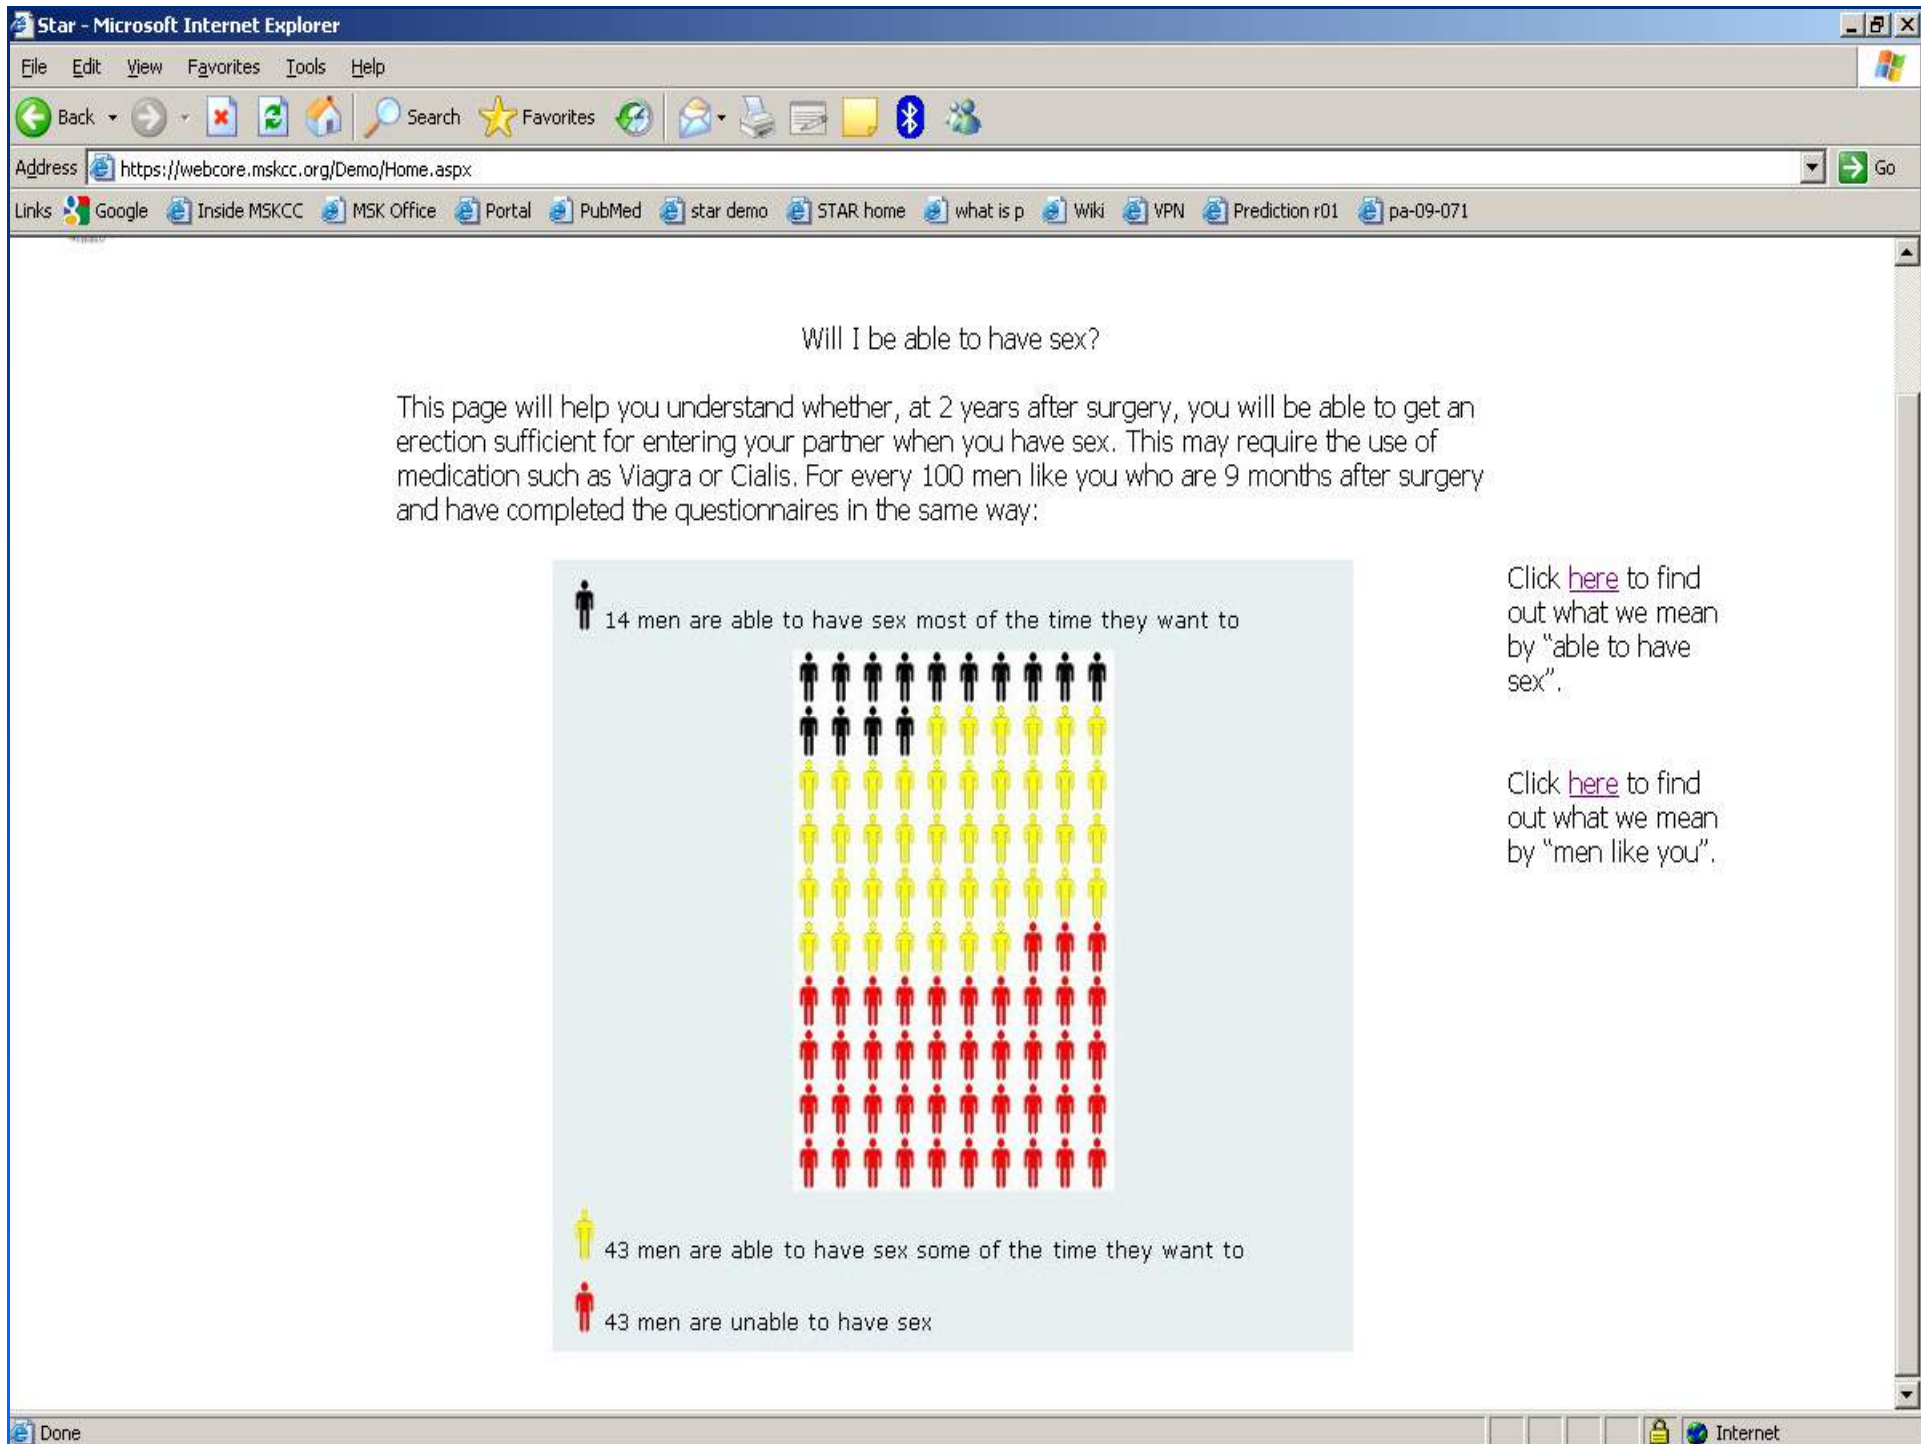 Star - Microsoft Internet Explorer
File Edit View Favorites Tools Help
Back Search Favorites
Address https://webcore.mskcc.org/Demo/Home.aspx Go
Links Google Inside MSKCC MSK Office Portal PubMed star demo STAR home what is p Wiki VPN Prediction r01 pa-09-071
Will I be able to have sex?
This page will help you understand whether, at 2 years after surgery, you will be able to get an
erection sufficient for entering your partner when you have sex. This may require the use of
medication such as Viagra or Cialis. For every 100 men like you who are 9 months after surgery
and have completed the questionnaires in the same way:
14 men are able to have sex most of the time they want to
43 men are able to have sex some of the time they want to
43 men are unable to have sex
Click here to find
out what we mean
by “able to have
sex”.
Click here to find
out what we mean
by “men like you”.
Done Internet